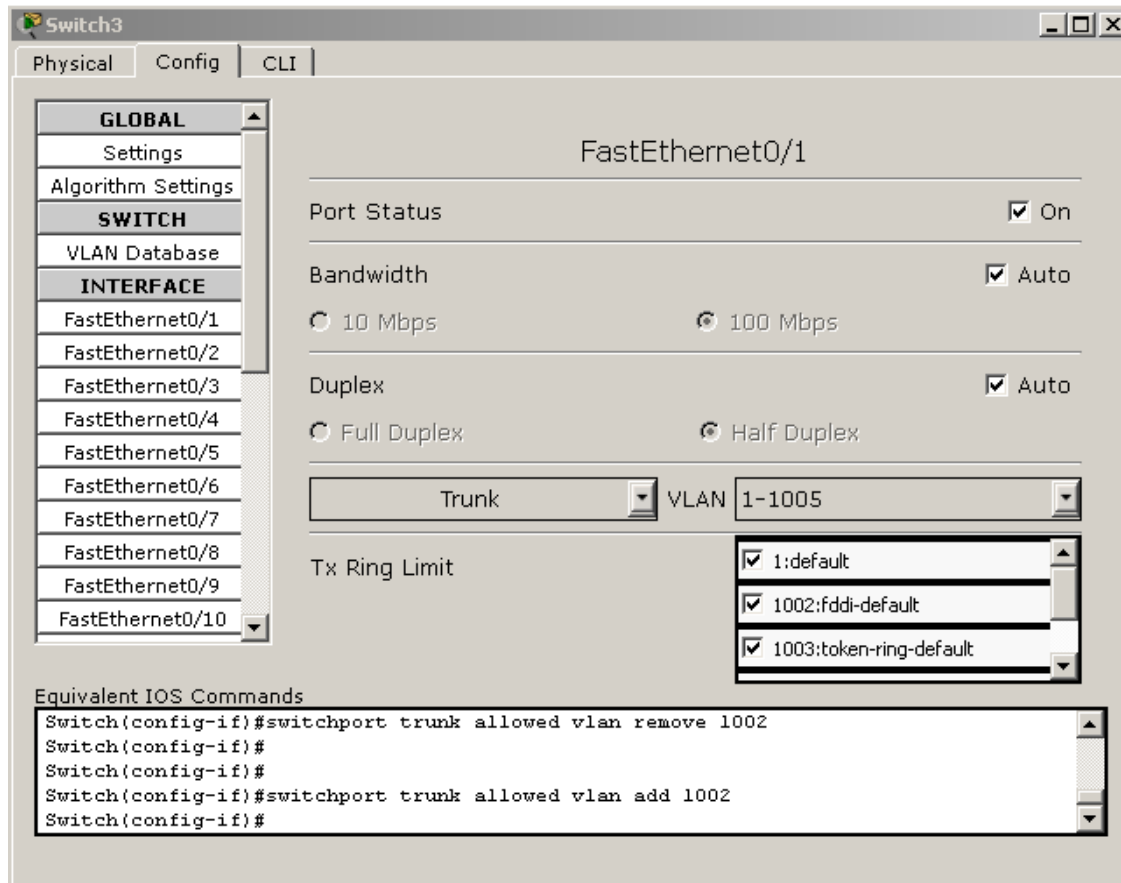 Switch3
Physical Config CLI
GLOBAL
Settings
Algorithm Settings
SWITCH
VLAN Database
INTERFACE
FastEthernet0/1
FastEthernet0/2
FastEthernet0/3
FastEthernet0/4
FastEthernet0/5
FastEthernet0/6
FastEthernet0/7
FastEthernet0/8
FastEthernet0/9
FastEthernet0/10
FastEthernet0/1
Port Status On
Bandwidth Auto
10 Mbps 100 Mbps
Duplex Auto
Full Duplex Half Duplex
Trunk VLAN 1-1005
Tx Ring Limit
1:default
1002:fddi-default
1003:token-ring-default
Equivalent IOS Commands
Switch(config-if)#switchport trunk allowed vlan remove 1002
Switch(config-if)#
Switch(config-if)#
Switch(config-if)#switchport trunk allowed vlan add 1002
Switch(config-if)#